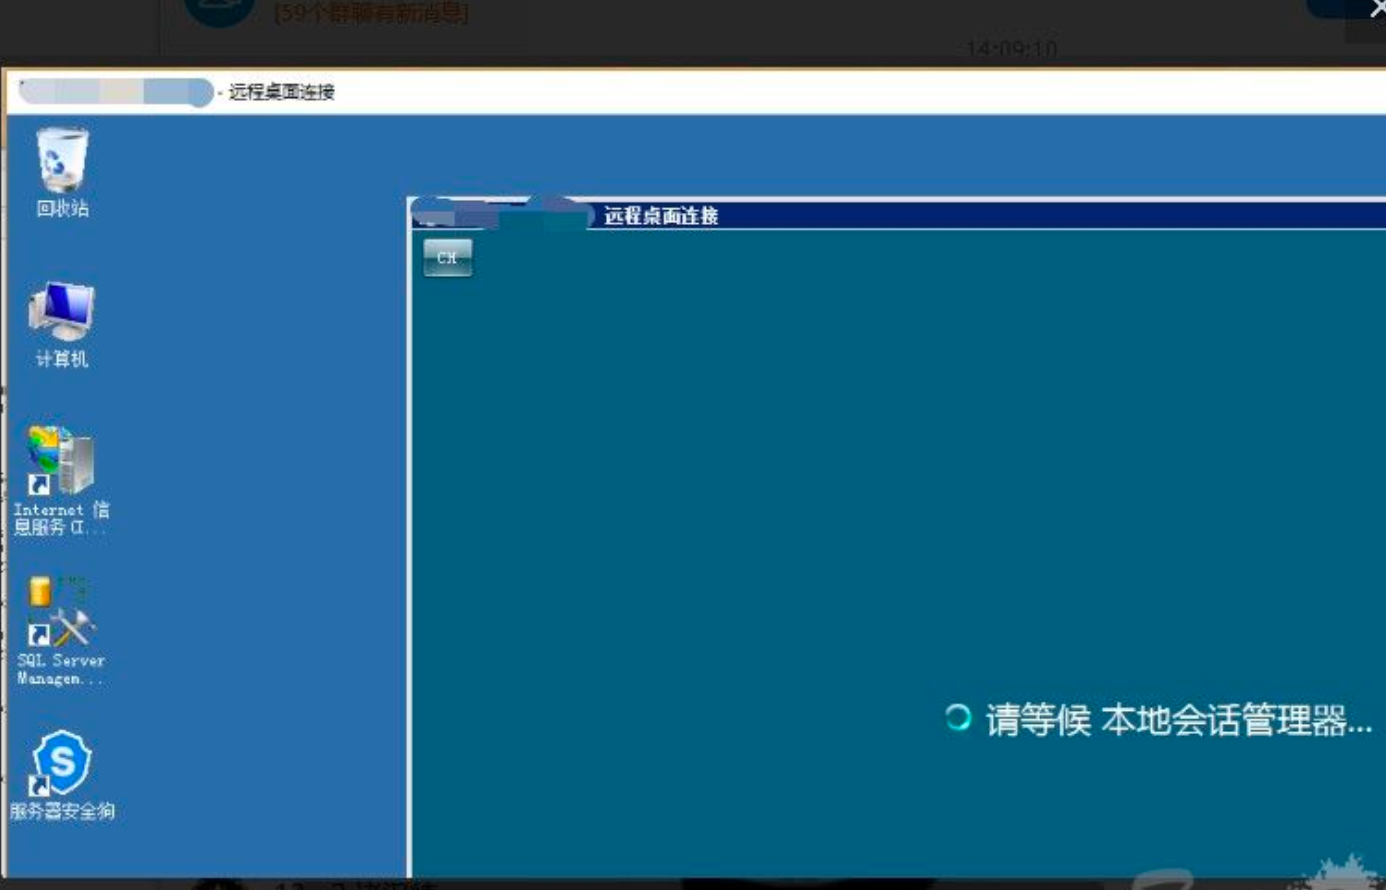 [59个群聊有新消息]
14:09:10
- 远程桌面连接
回收站
远程桌面连接
CH
计算机
Internet 信
息服务(I...
SQL Server
Managem...
请等候 本地会话管理器...
服务器安全狗